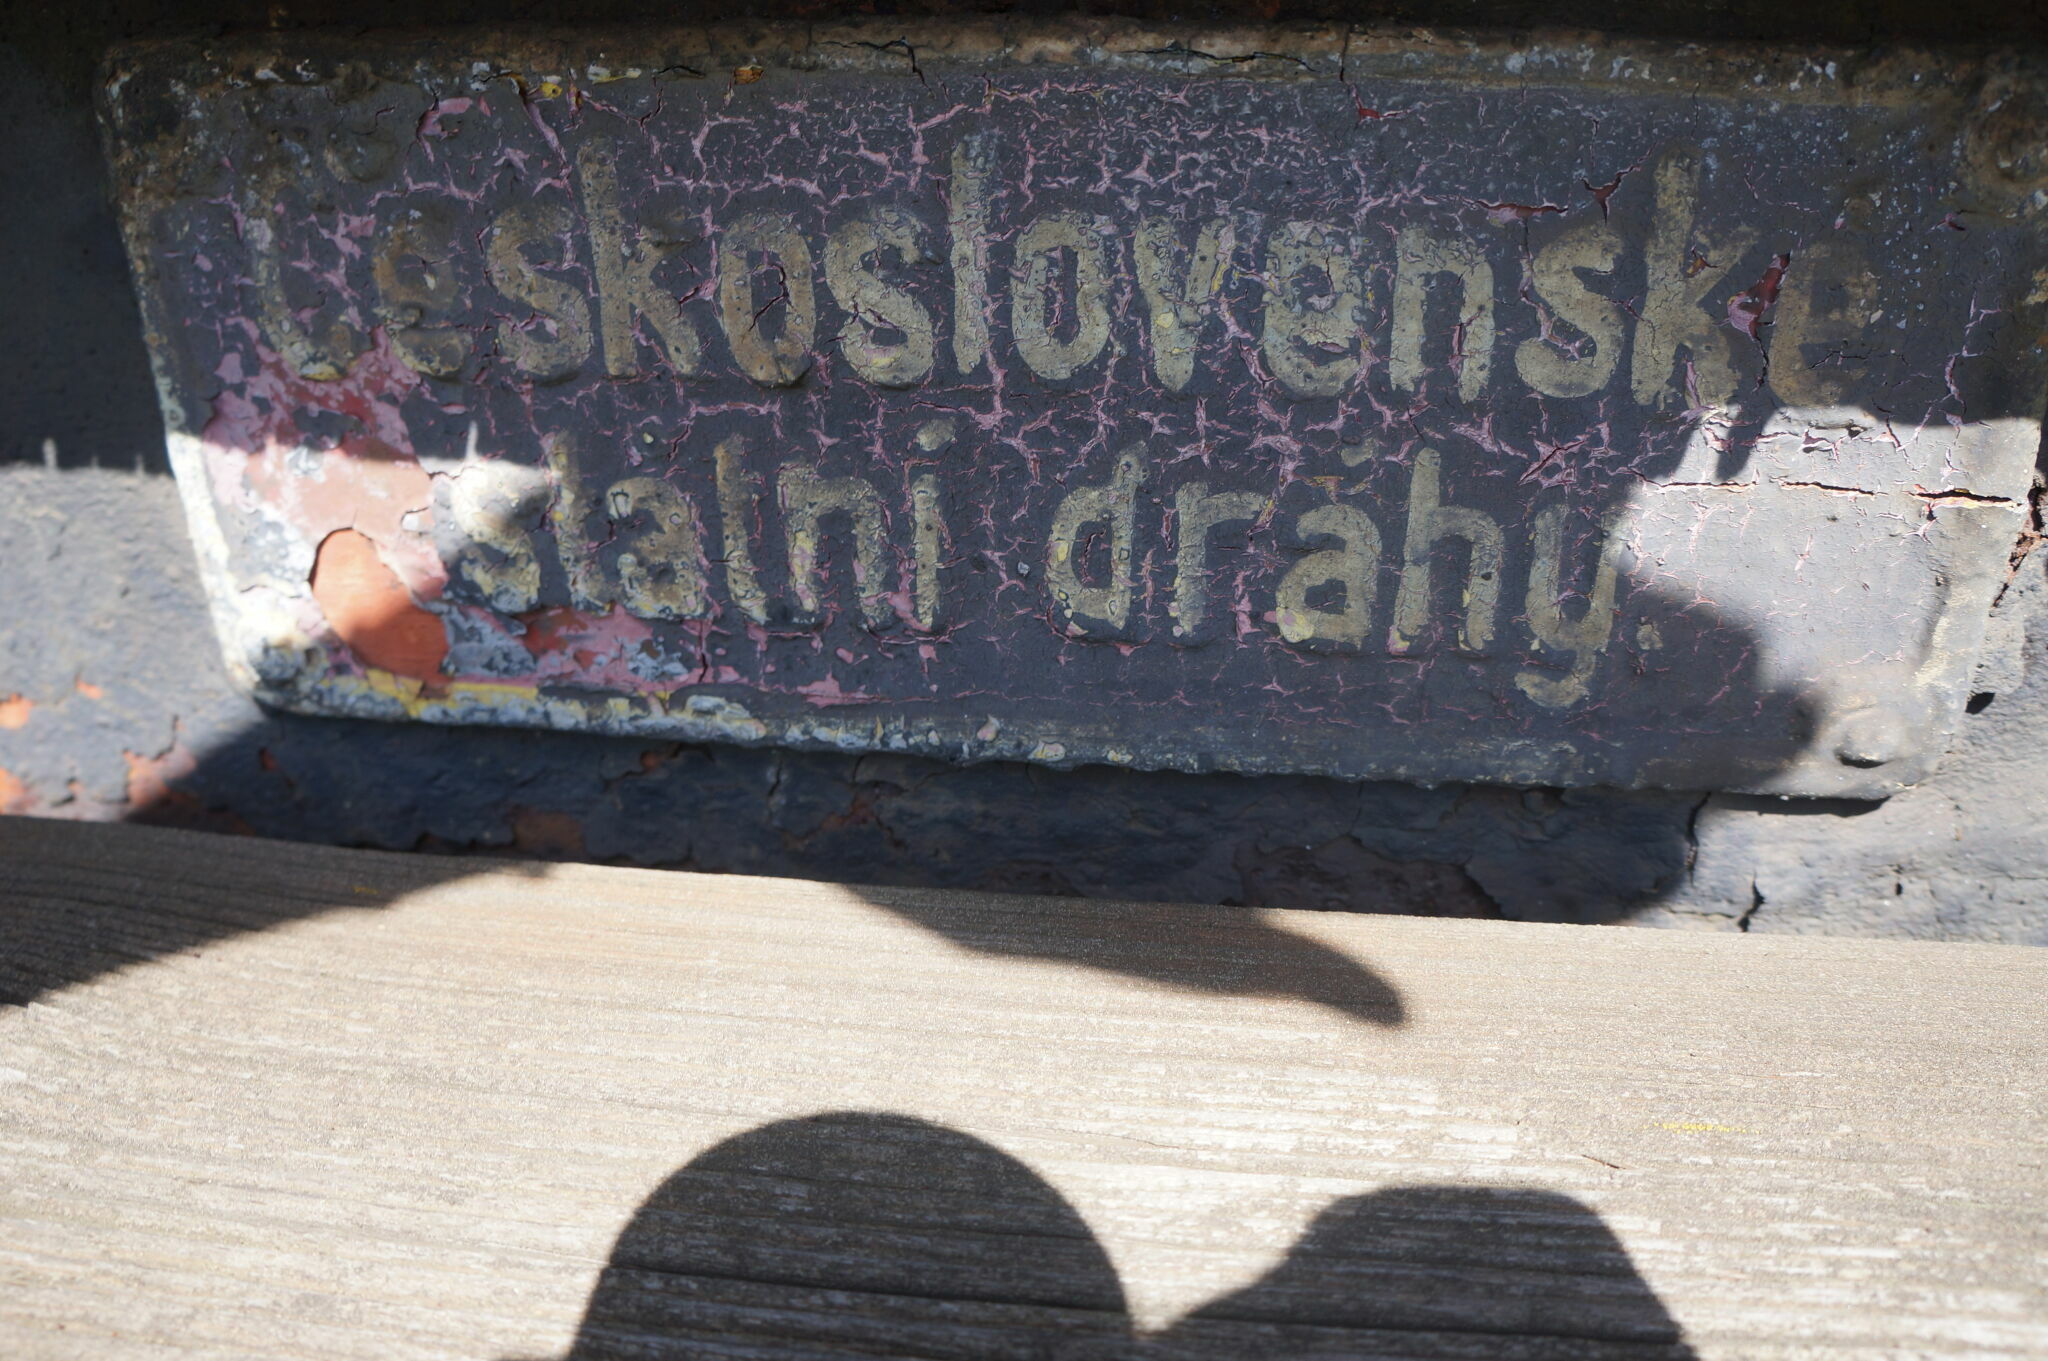 Československé
státní dráhy.